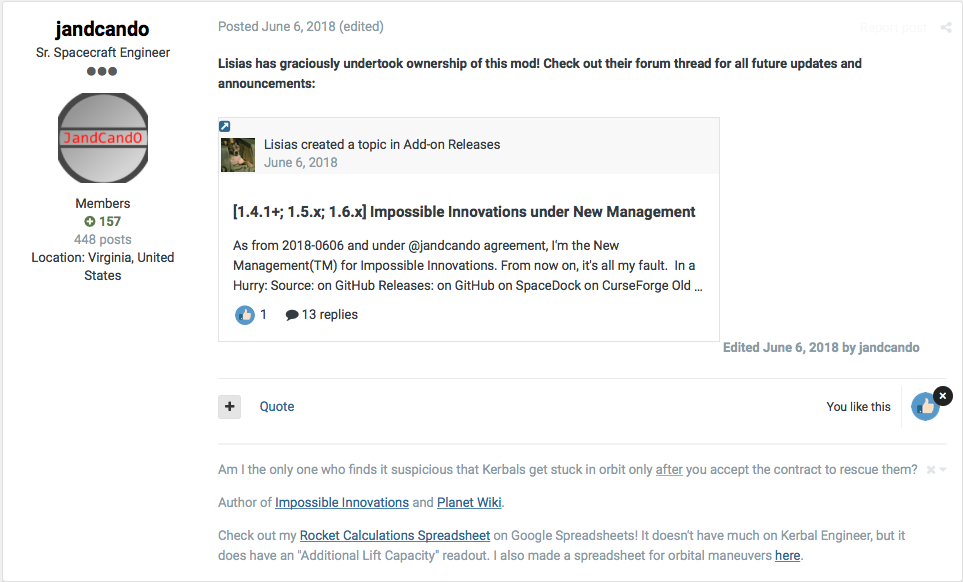 jandcando
Sr. Spacecraft Engineer
JandCandO
Members
157
448 posts
Location: Virginia, United
States
Posted June 6, 2018 (edited)
Report post
Lisias has graciously undertook ownership of this mod! Check out their forum thread for all future updates and
announcements:
Lisias created a topic in Add-on Releases
June 6, 2018
[1.4.1+; 1.5.x; 1.6.x] Impossible Innovations under New Management
As from 2018-0606 and under @jandcando agreement, I'm the New
Management(TM) for Impossible Innovations. From now on, it's all my fault.  In a
Hurry: Source: on GitHub Releases: on GitHub on SpaceDock on CurseForge Old ...
1 13 replies
Edited June 6, 2018 by jandcando
+ Quote
You like this
Am I the only one who finds it suspicious that Kerbals get stuck in orbit only after you accept the contract to rescue them?
Author of Impossible Innovations and Planet Wiki.
Check out my Rocket Calculations Spreadsheet on Google Spreadsheets! It doesn't have much on Kerbal Engineer, but it
does have an "Additional Lift Capacity" readout. I also made a spreadsheet for orbital maneuvers here.